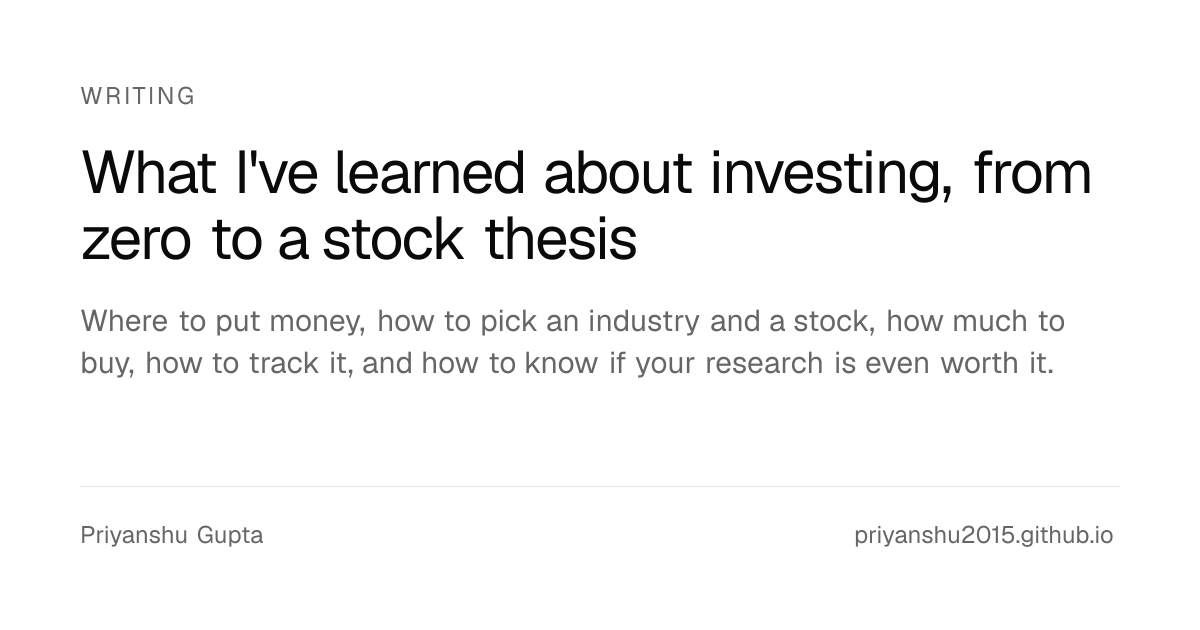 WRITING
What I've learned about investing, from
zero to a stock thesis
Where to put money, how to pick an industry and a stock, how much to
buy, how to track it, and how to know if your research is even worth it.
Priyanshu Gupta
priyanshu2015.github.io